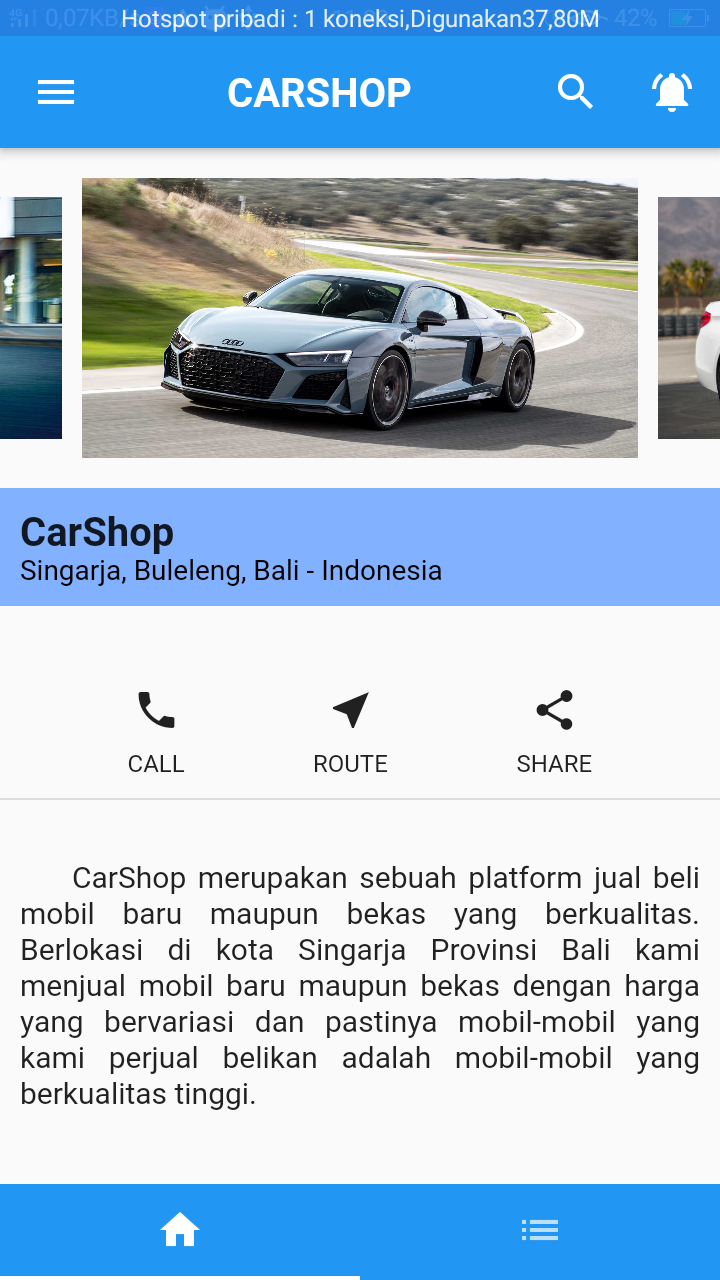 0,07KB/ Hotspot pribadi : 1 koneksi,Digunakan37,80M 42%
CARSHOP
CarShop
Singarja, Buleleng, Bali - Indonesia
CALL ROUTE SHARE
CarShop merupakan sebuah platform jual beli
mobil baru maupun bekas yang berkualitas.
Berlokasi di kota Singarja Provinsi Bali kami
menjual mobil baru maupun bekas dengan harga
yang bervariasi dan pastinya mobil-mobil yang
kami perjual belikan adalah mobil-mobil yang
berkualitas tinggi.